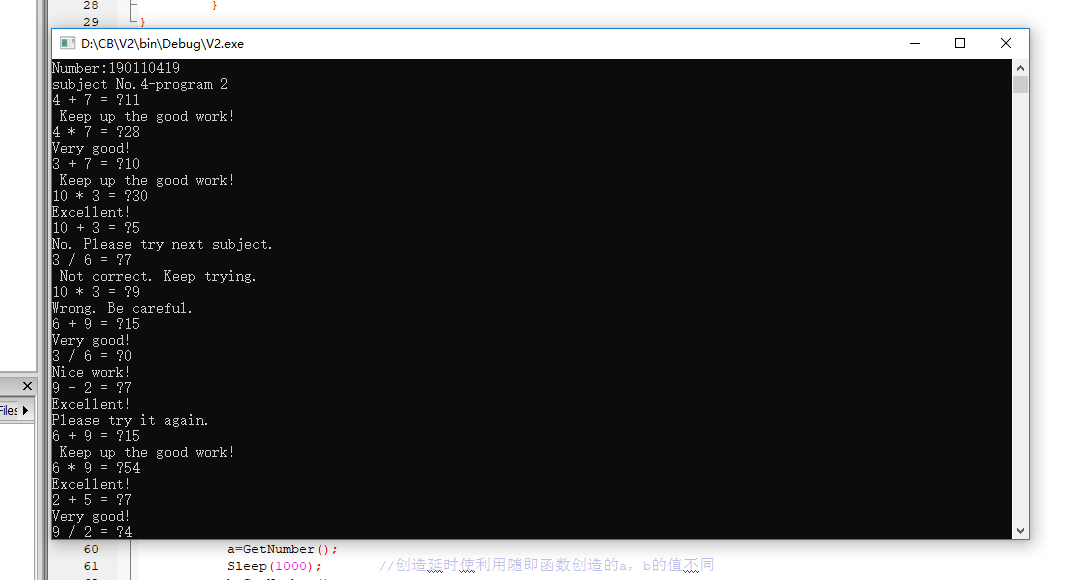 28 }
29 }
D:\CB\V2\bin\Debug\V2.exe
Number:190110419
subject No.4-program 2
4 + 7 = ?11
 Keep up the good work!
4 * 7 = ?28
Very good!
3 + 7 = ?10
 Keep up the good work!
10 * 3 = ?30
Excellent!
10 + 3 = ?5
No. Please try next subject.
3 / 6 = ?7
 Not correct. Keep trying.
10 * 3 = ?9
Wrong. Be careful.
6 + 9 = ?15
Very good!
3 / 6 = ?0
Nice work!
9 - 2 = ?7
Excellent!
Please try it again.
6 + 9 = ?15
 Keep up the good work!
6 * 9 = ?54
Excellent!
2 + 5 = ?7
Very good!
9 / 2 = ?4
Files
60 a=GetNumber();
61 Sleep(1000); //创造延时使利用随即函数创造的a，b的值不同